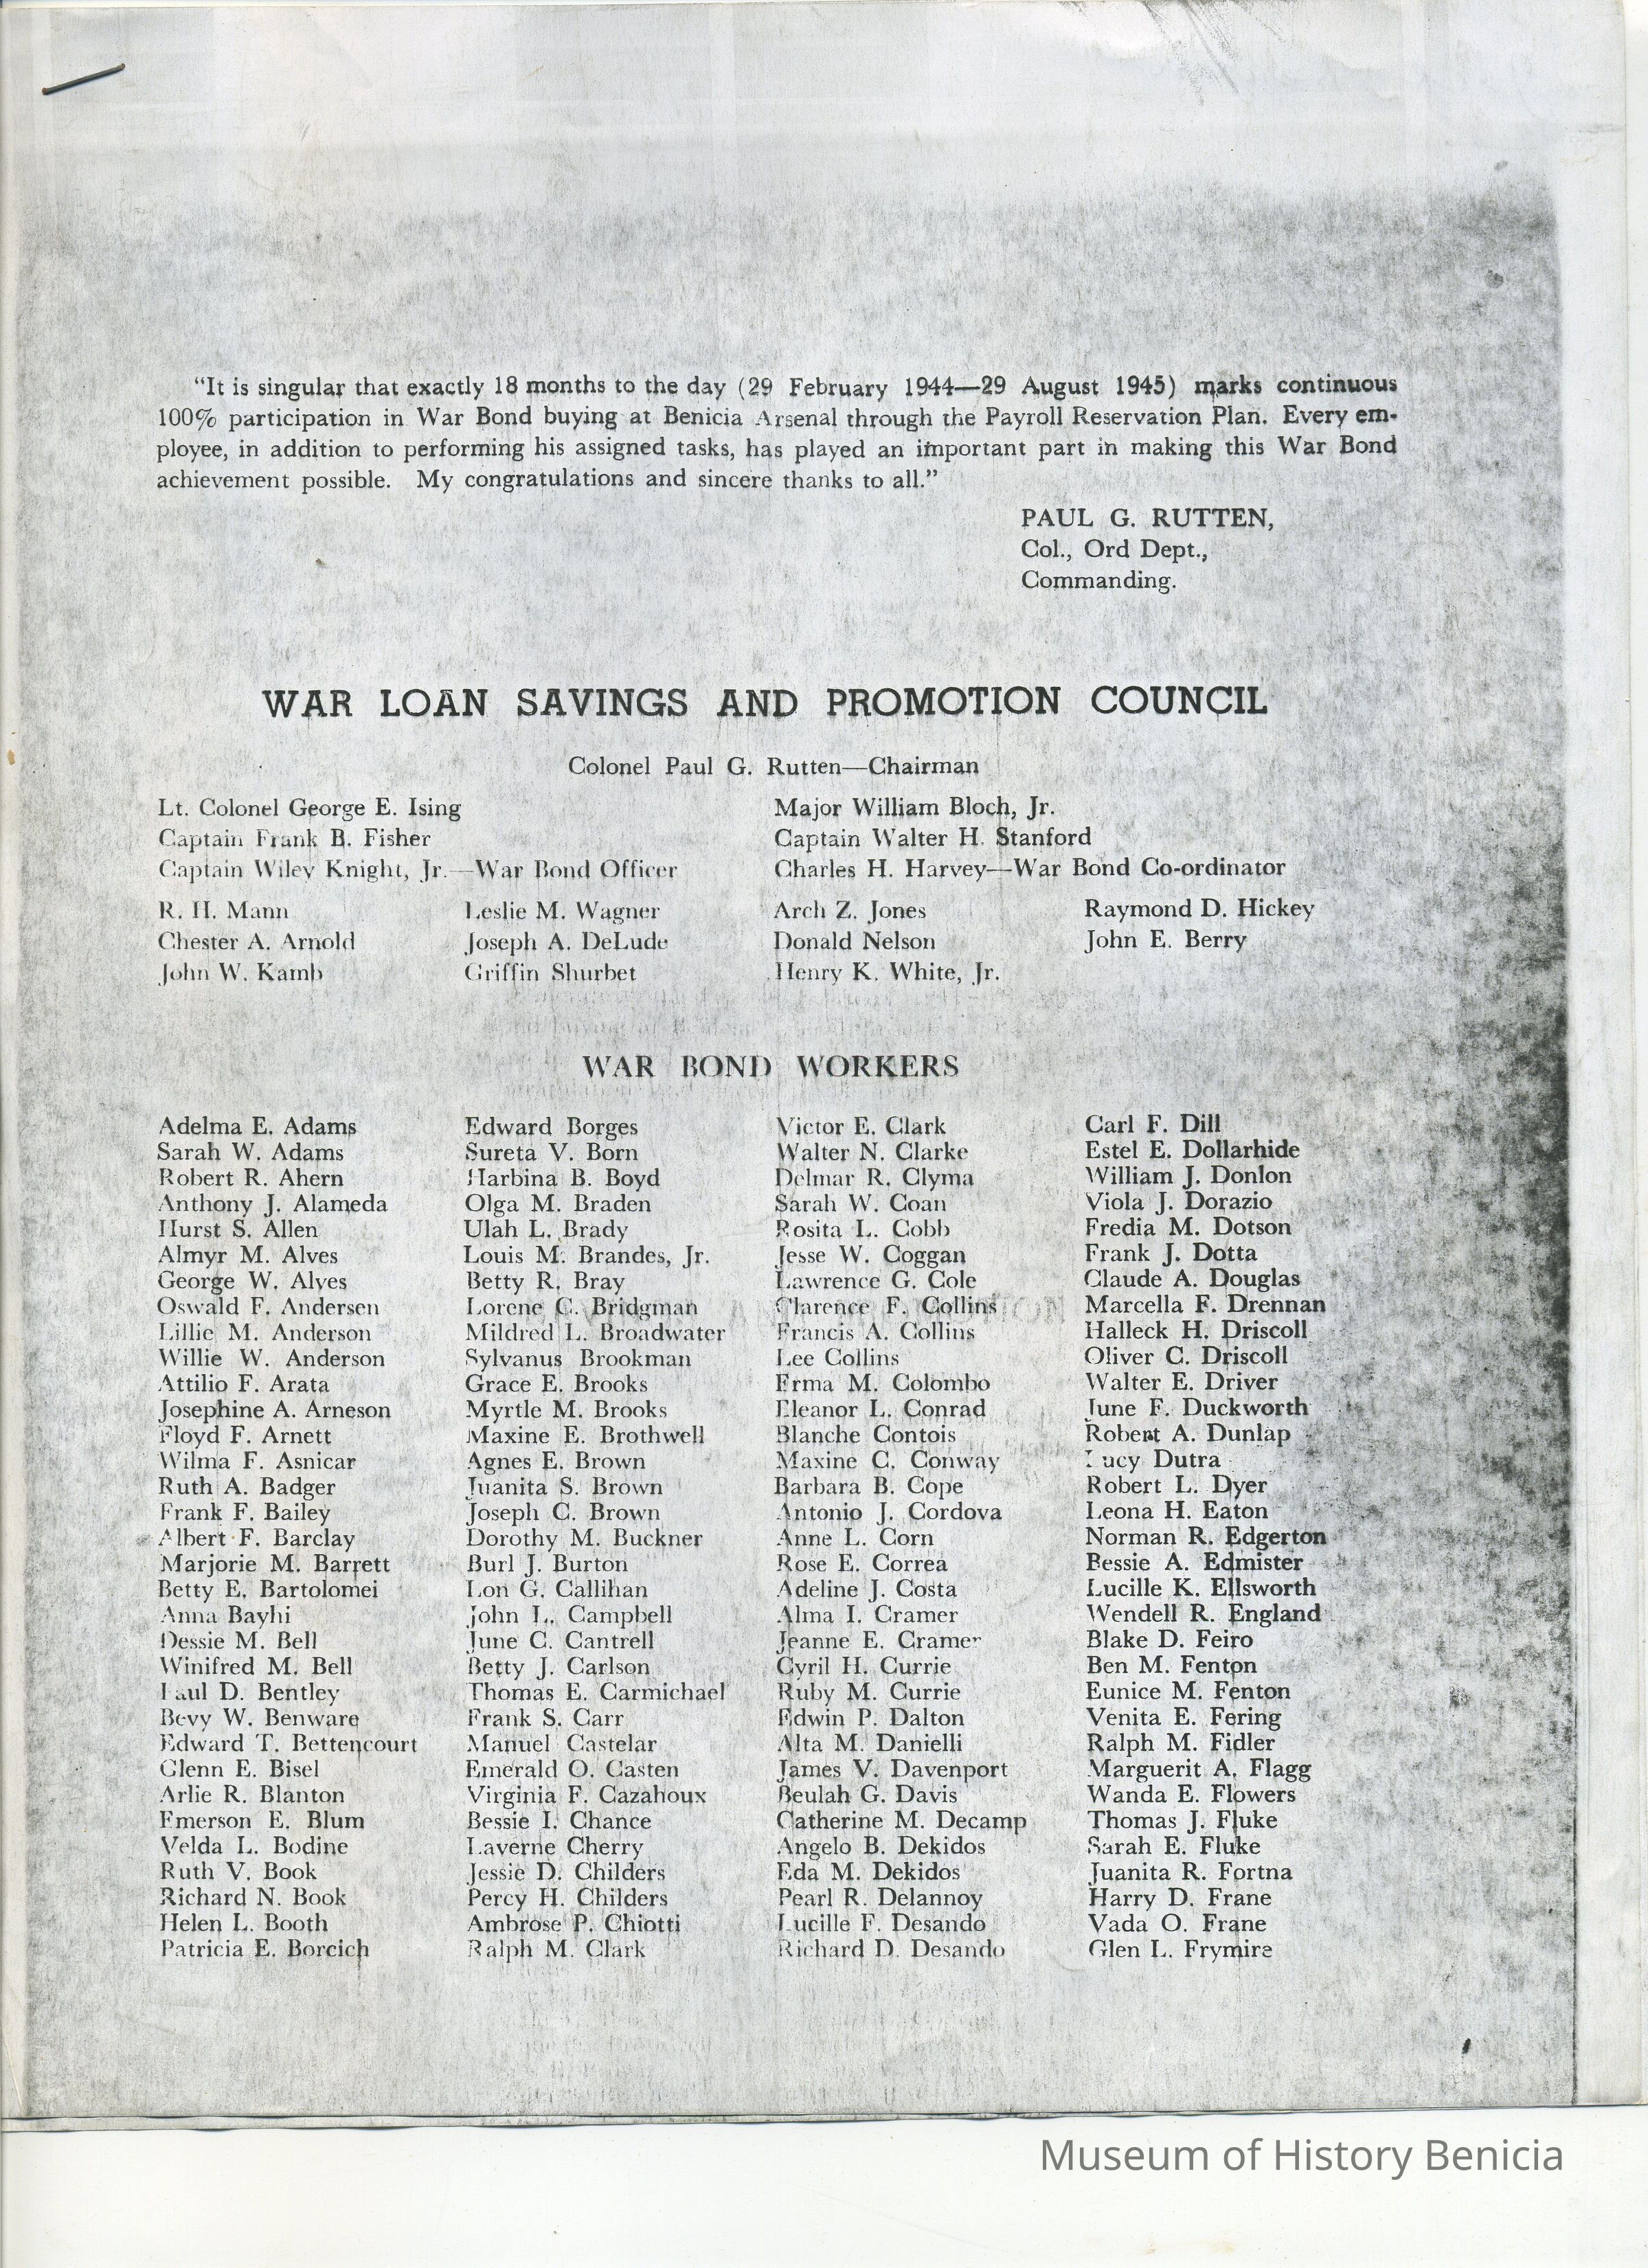 “It is singular that exactly 18 months to the day (29 February 1944—29 August 1945) marks continuous
100% participation in War Bond buying at Benicia Arsenal through the Payroll Reservation Plan. Every em-
ployee, in addition to performing his assigned tasks, has played an important part in making this War Bond
achievement possible. My congratulations and sincere thanks to all.”
PAUL G. RUTTEN,
Col., Ord Dept.,
Commanding.
WAR LOAN SAVINGS AND PROMOTION COUNCIL
Colonel Paul G. Rutten—Chairman
Lt. Colonel George E. Ising
Captain Frank B. Fisher
Captain Wiley Knight, Jr.—War Bond Officer
Major William Bloch, Jr.
Captain Walter H. Stanford
Charles H. Harvey—War Bond Co-ordinator
R. H. Mann
Chester A. Arnold
John W. Kamb
Leslie M. Wagner
Joseph A. DeLude
Griffin Shurbet
Arch Z. Jones
Donald Nelson
Henry K. White, Jr.
Raymond D. Hickey
John E. Berry
WAR BOND WORKERS
Adelma E. Adams
Sarah W. Adams
Robert R. Ahern
Anthony J. Alameda
Hurst S. Allen
Almyr M. Alves
George W. Alves
Oswald F. Andersen
Lillie M. Anderson
Willie W. Anderson
Attilio F. Arata
Josephine A. Arneson
Floyd F. Arnett
Wilma F. Asnicar
Ruth A. Badger
Frank F. Bailey
Albert F. Barclay
Marjorie M. Barrett
Betty E. Bartolomei
Anna Bayhi
Dessie M. Bell
Winifred M. Bell
Paul D. Bentley
Bevy W. Benware
Edward T. Bettencourt
Glenn E. Bisel
Arlie R. Blanton
Emerson E. Blum
Velda L. Bodine
Ruth V. Book
Richard N. Book
Helen L. Booth
Patricia E. Borcich
Edward Borges
Sureta V. Born
Harbina B. Boyd
Olga M. Braden
Ulah L. Brady
Louis M. Brandes, Jr.
Betty R. Bray
Lorene C. Bridgman
Mildred L. Broadwater
Sylvanus Brookman
Grace E. Brooks
Myrtle M. Brooks
Maxine E. Brothwell
Agnes E. Brown
Juanita S. Brown
Joseph C. Brown
Dorothy M. Buckner
Burl J. Burton
Lon G. Callihan
John L. Campbell
June C. Cantrell
Betty J. Carlson
Thomas E. Carmichael
Frank S. Carr
Manuel Castelar
Emerald O. Casten
Virginia F. Cazahoux
Bessie I. Chance
Laverne Cherry
Jessie D. Childers
Percy H. Childers
Ambrose P. Chiotti
Ralph M. Clark
Victor E. Clark
Walter N. Clarke
Delmar R. Clyma
Sarah W. Coan
Rosita L. Cobb
Jesse W. Coggan
Lawrence G. Cole
Clarence F. Collins
Francis A. Collins
Lee Collins
Erma M. Colombo
Eleanor L. Conrad
Blanche Contois
Maxine C. Conway
Barbara B. Cope
Antonio J. Cordova
Anne L. Corn
Rose E. Correa
Adeline J. Costa
Alma I. Cramer
Jeanne E. Cramer
Cyril H. Currie
Ruby M. Currie
Edwin P. Dalton
Alta M. Danielli
James V. Davenport
Beulah G. Davis
Catherine M. Decamp
Angelo B. Dekidos
Eda M. Dekidos
Pearl R. Delannoy
Lucille F. Desando
Richard D. Desando
Carl F. Dill
Estel E. Dollarhide
William J. Donlon
Viola J. Dorazio
Fredia M. Dotson
Frank J. Dotta
Claude A. Douglas
Marcella F. Drennan
Halleck H. Driscoll
Oliver C. Driscoll
Walter E. Driver
June F. Duckworth
Robert A. Dunlap
Lucy Dutra
Robert L. Dyer
Leona H. Eaton
Norman R. Edgerton
Bessie A. Edmister
Lucille K. Ellsworth
Wendell R. England
Blake D. Feiro
Ben M. Fenton
Eunice M. Fenton
Venita E. Fering
Ralph M. Fidler
Marguerit A. Flagg
Wanda E. Flowers
Thomas J. Fluke
Sarah E. Fluke
Juanita R. Fortna
Harry D. Frane
Vada O. Frane
Glen L. Frymire
Museum of History Benicia